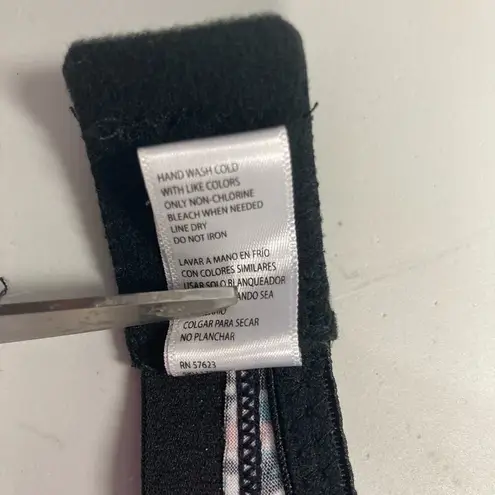 HAND WASH COLD
WITH LIKE COLORS
ONLY NON-CHLORINE
BLEACH WHEN NEEDED
LINE DRY
DO NOT IRON
LAVAR A MANO EN FRÍO
CON COLORES SIMILARES
USAR SOLO BLANQUEADOR
SEA
COLGAR PARA SECAR
NO PLANCHAR
RN 57623